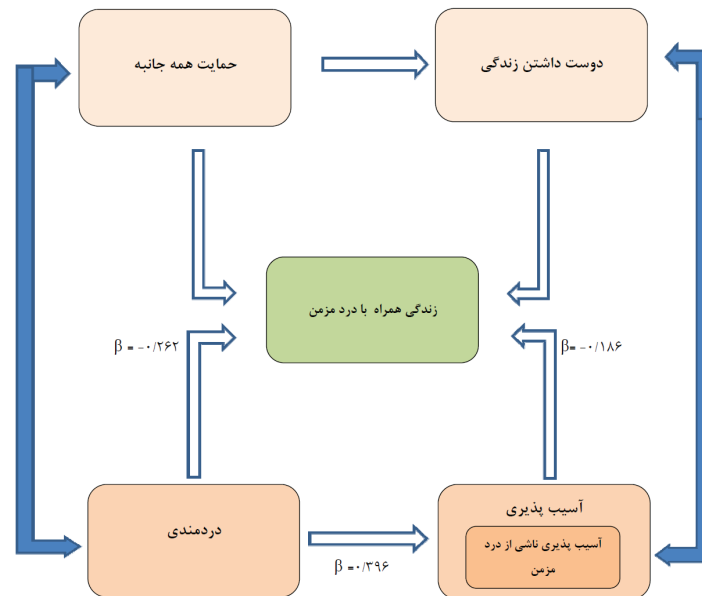 دوست داشتن زندگی
حمایت همه جانبه
زندگی همراه با درد مزمن
β = -۰/۲۶۲
β= -۰/۱۸۶
آسیب پذیری
آسیب پذیری ناشی از درد
مزمن
دردمندی
β =۰/۳۹۶